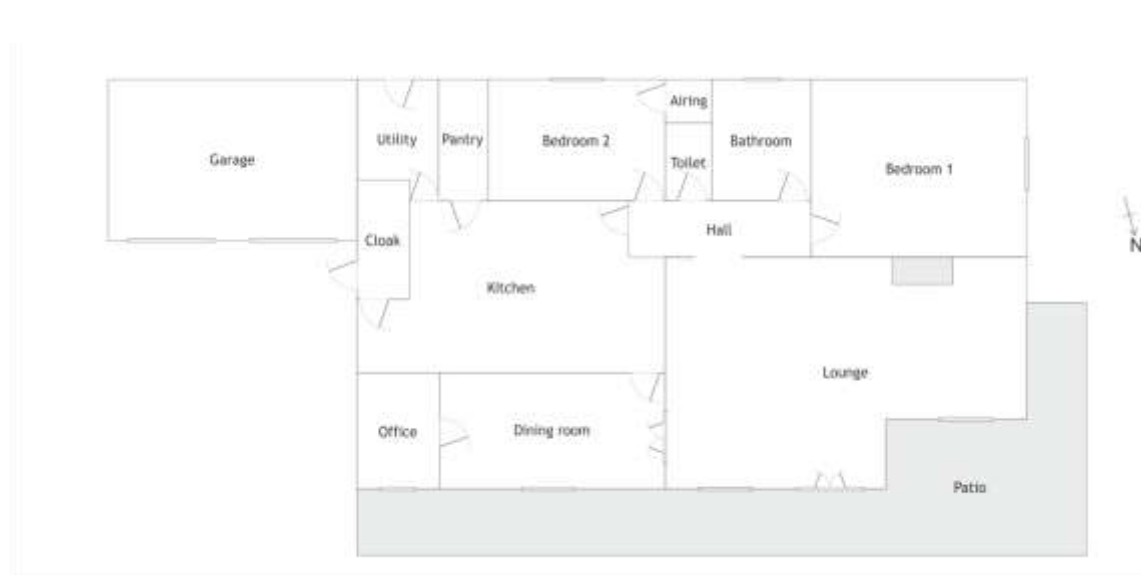 Garage
Utility
Pantry
Bedroom 2
Airing
Toilet
Bathroom
Bedroom 1
Cloak
Hall
Kitchen
Lounge
Office
Dining room
Patio
N